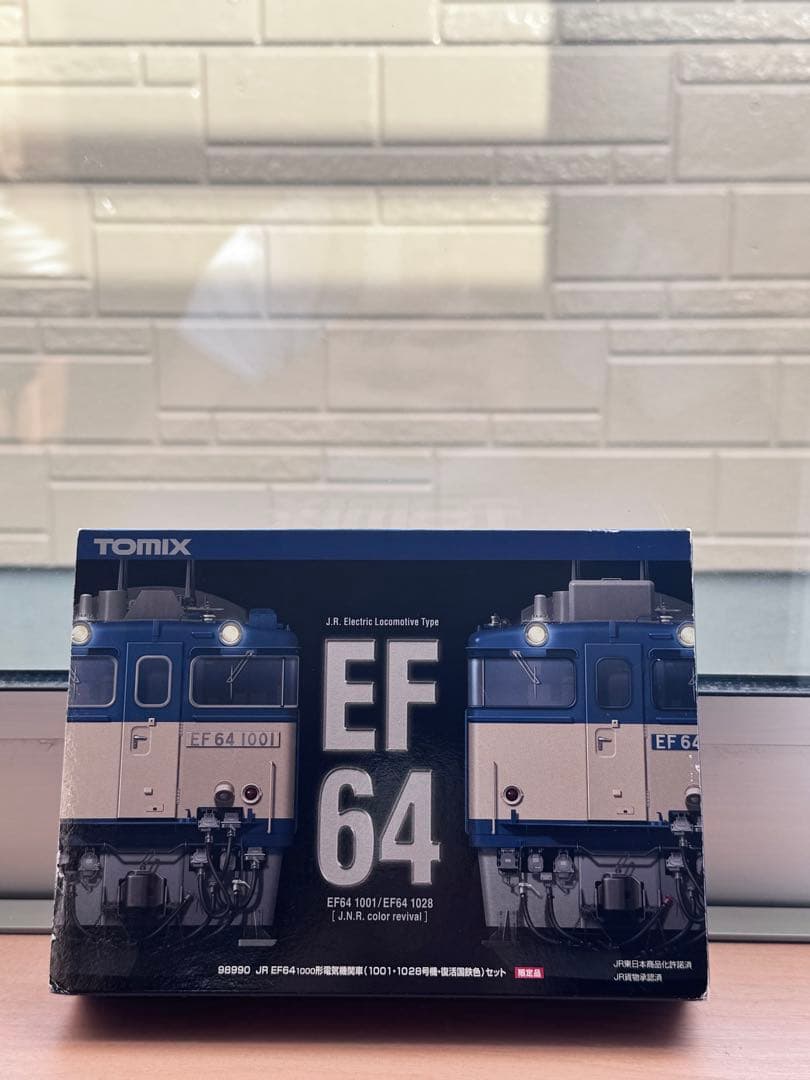 TOMIX
J.R. Electric Locomotive Type
EF
64
EF 64 1001
EF 64
EF64 1001/EF64 1028
[ J.N.R. color revival ]
98990 JR EF641000形電気機関車(1001・1028号機・復活国鉄色)セット 限定品
JR東日本商品化許諾済
JR貨物承認済